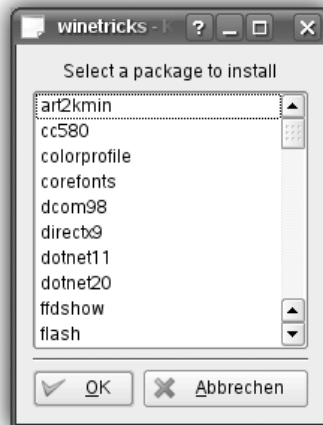 winetricks - K
Select a package to install
art2kmin
cc580
colorprofile
corefonts
dcom98
directx9
dotnet11
dotnet20
ffdshow
flash
OK
Abbrechen